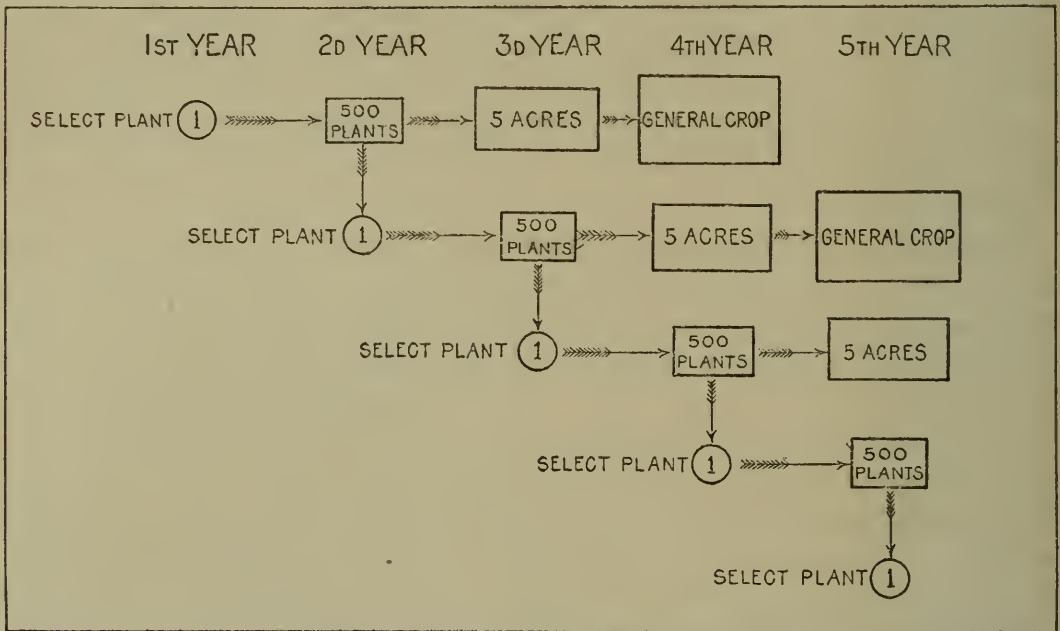 1ST YEAR 2D YEAR 3D YEAR 4TH YEAR 5TH YEAR
SELECT PLANT 1 500 PLANTS 5 ACRES GENERAL CROP
SELECT PLANT 1 500 PLANTS 5 ACRES GENERAL CROP
SELECT PLANT 1 500 PLANTS 5 ACRES
SELECT PLANT 1 500 PLANTS
SELECT PLANT 1